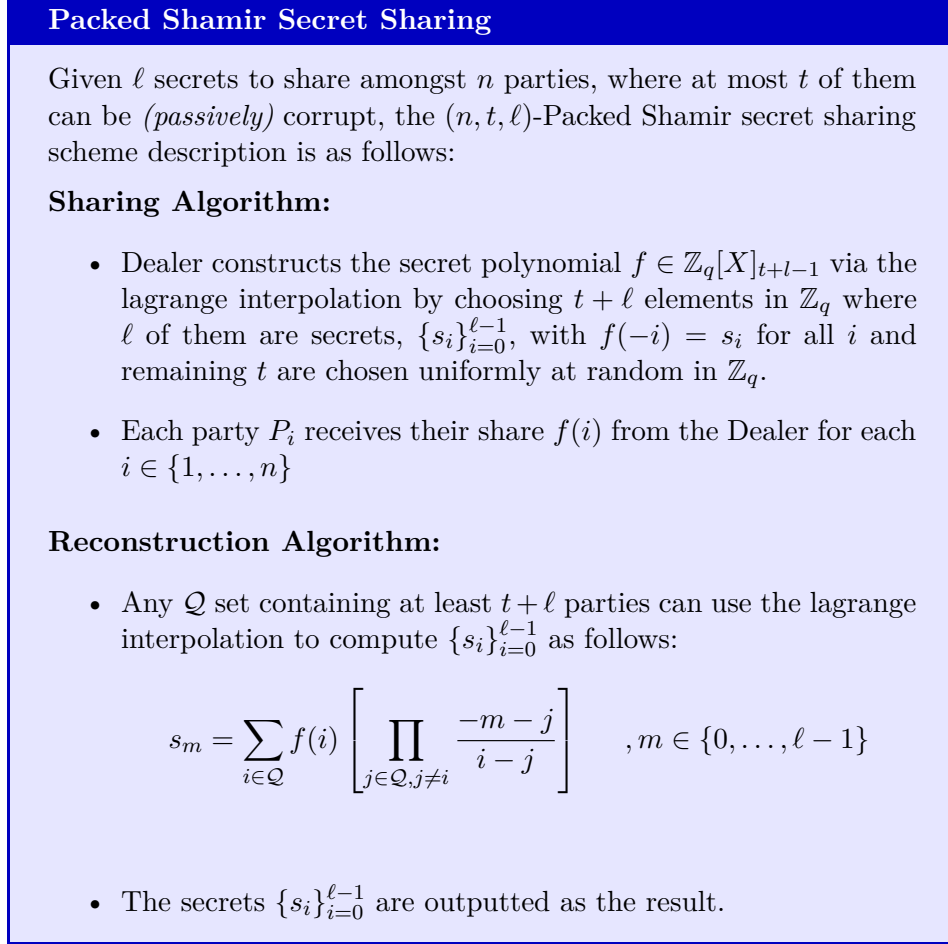 Packed Shamir Secret Sharing
Given ℓ secrets to share amongst n parties, where at most t of them
can be (passively) corrupt, the (n, t, ℓ)-Packed Shamir secret sharing
scheme description is as follows:
Sharing Algorithm:
• Dealer constructs the secret polynomial f ∈ ℤ_q[X]_{t+l−1} via the
lagrange interpolation by choosing t + ℓ elements in ℤ_q where
ℓ of them are secrets, {s_i}_{i=0}^{ℓ−1}, with f(−i) = s_i for all i and
remaining t are chosen uniformly at random in ℤ_q.
• Each party P_i receives their share f(i) from the Dealer for each
i ∈ {1, . . . , n}
Reconstruction Algorithm:
• Any 𝒬 set containing at least t + ℓ parties can use the lagrange
interpolation to compute {s_i}_{i=0}^{ℓ−1} as follows:
s_m = ∑_{i∈𝒬} f(i) [ ∏_{j∈𝒬,j≠i} (−m − j)/(i − j) ] , m ∈ {0, . . . , ℓ − 1}
• The secrets {s_i}_{i=0}^{ℓ−1} are outputted as the result.